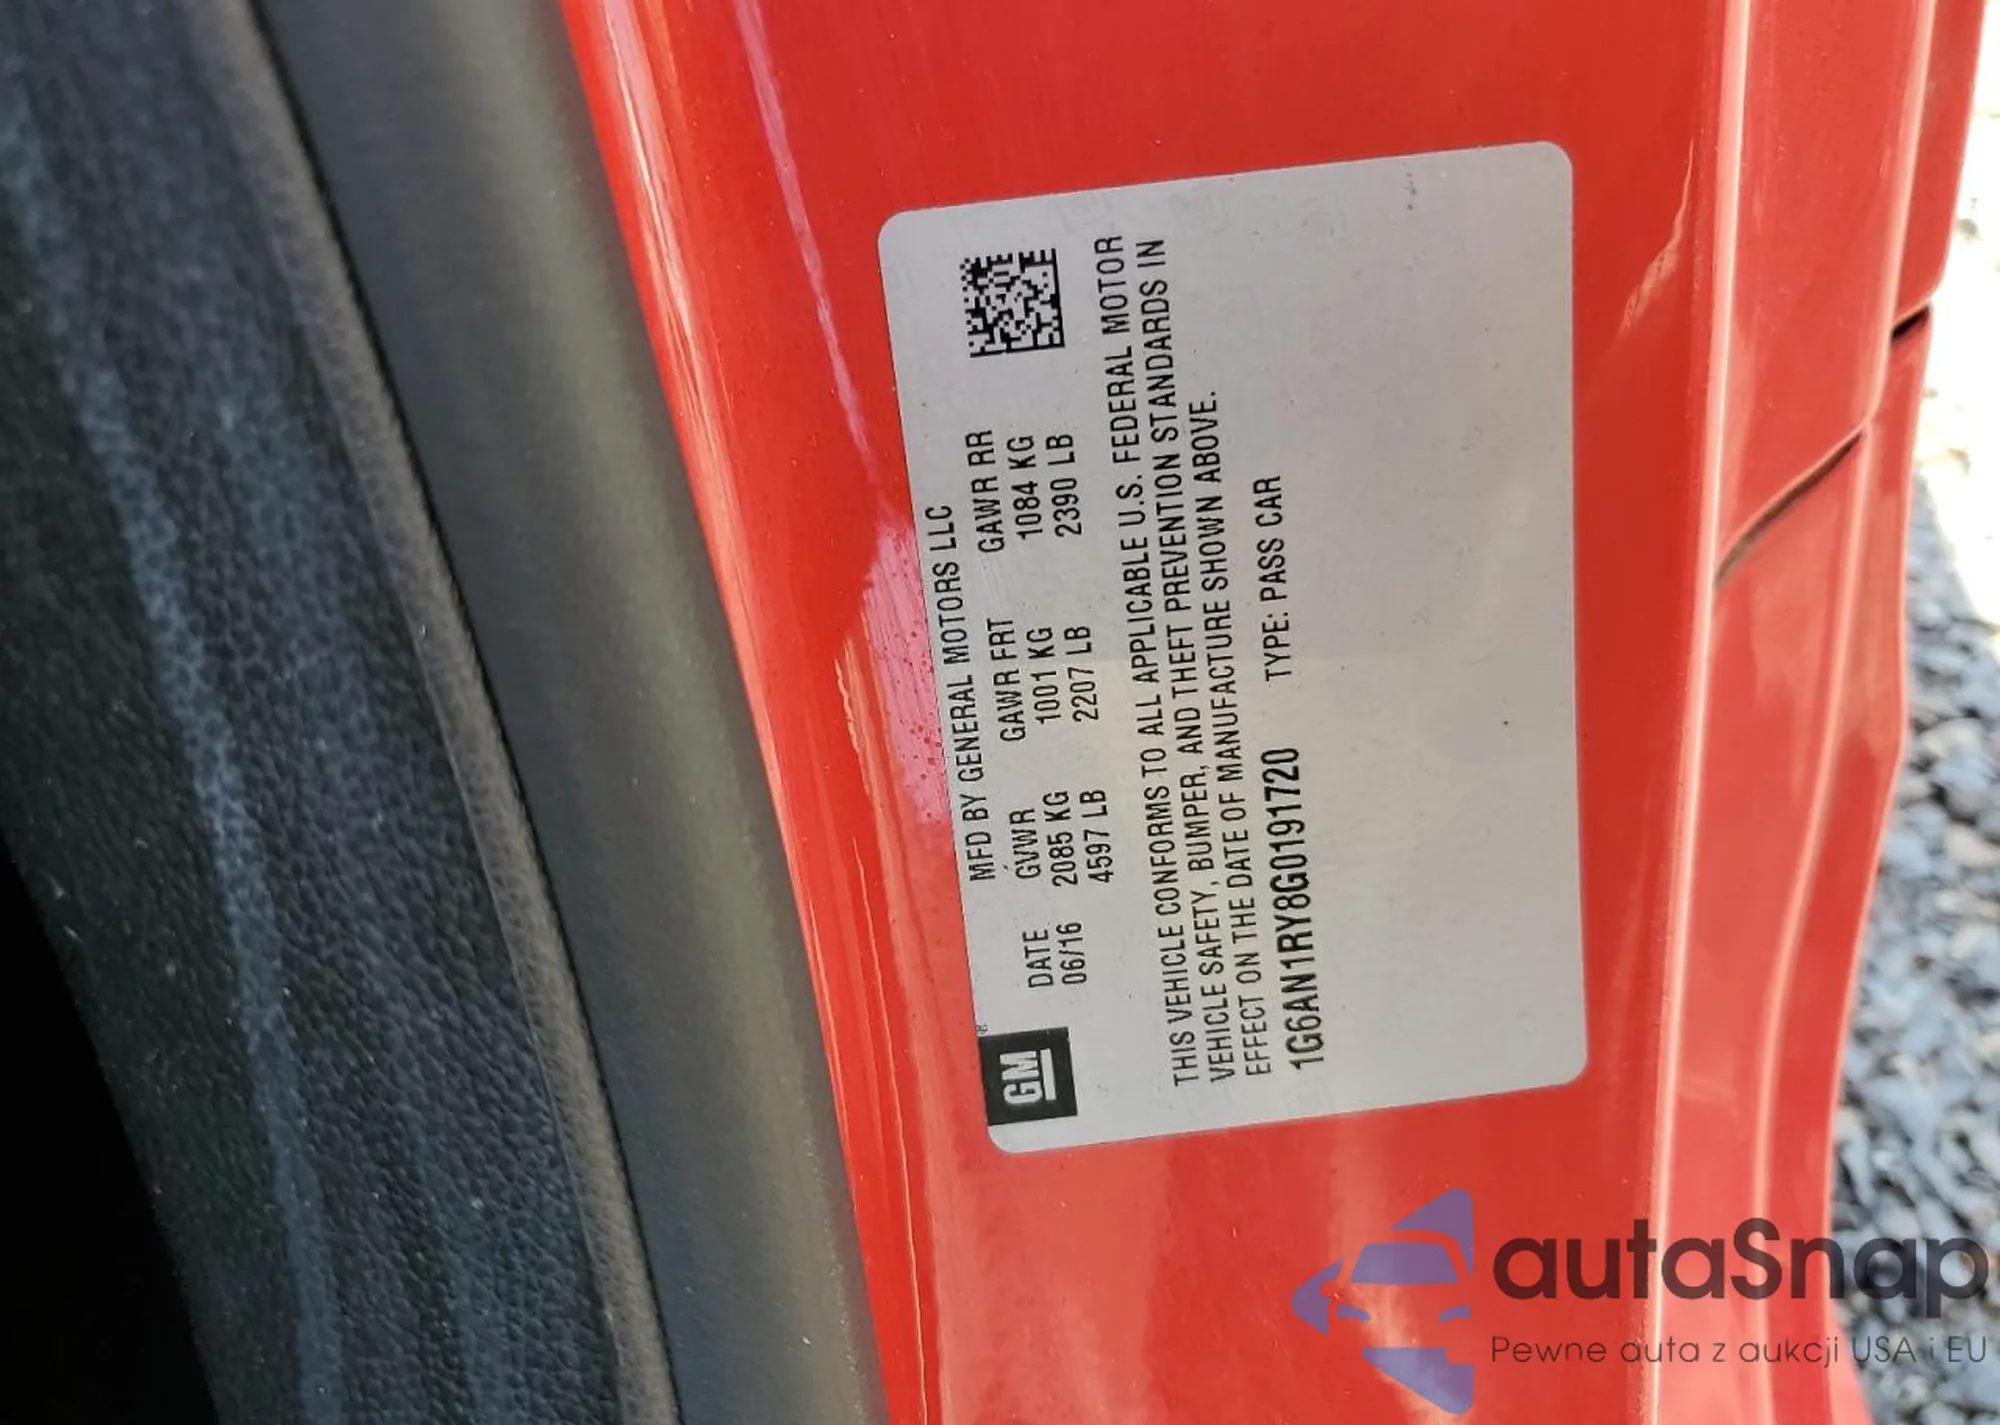 MFD BY GENERAL MOTORS LLC
DATE GVWR GAWR FRT GAWR RR
06/16 2085 KG 1001 KG 1084 KG
4597 LB 2207 LB 2390 LB
GM ®
THIS VEHICLE CONFORMS TO ALL APPLICABLE U.S. FEDERAL MOTOR
VEHICLE SAFETY, BUMPER, AND THEFT PREVENTION STANDARDS IN
EFFECT ON THE DATE OF MANUFACTURE SHOWN ABOVE.
1G6AN1RY8G0191720 TYPE: PASS CAR
autaSnap
Pewne auta z aukcji USA i EU